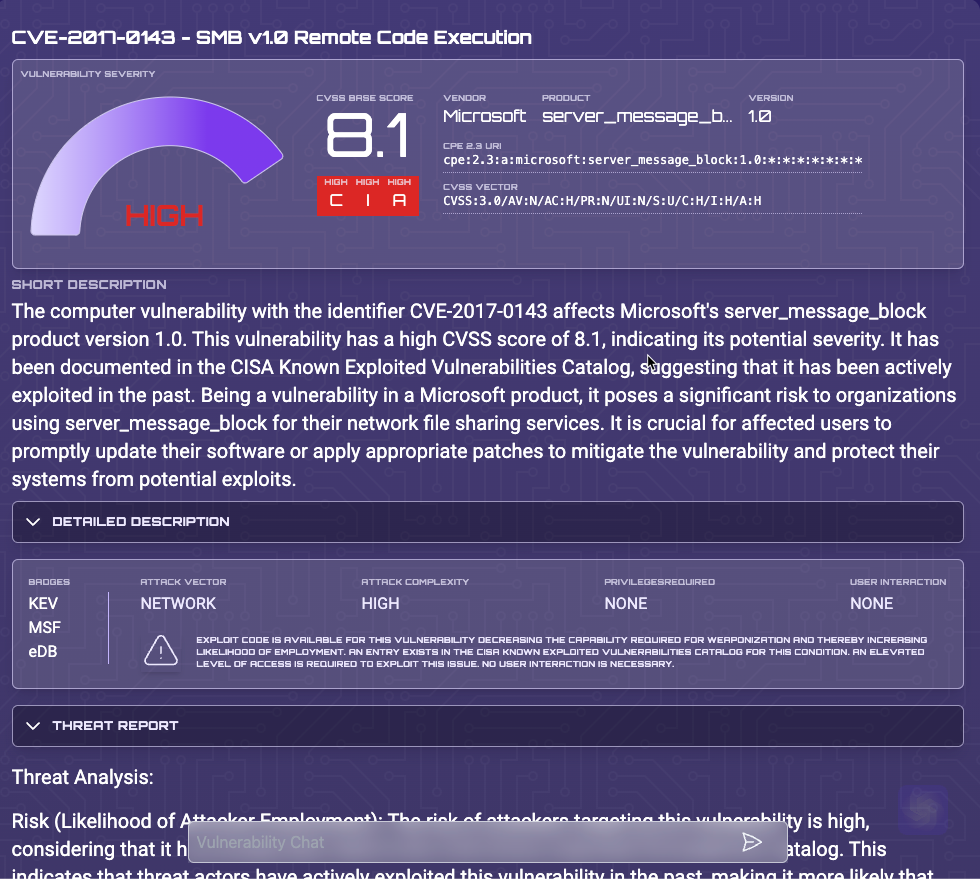 CVE-2017-0143 - SMB v1.0 Remote Code Execution
VULNERABILITY SEVERITY
HIGH
CVSS BASE SCORE
8.1
HIGH HIGH HIGH
C I A
VENDOR PRODUCT VERSION
Microsoft server_message_b... 1.0
CPE 2.3 URI
cpe:2.3:a:microsoft:server_message_block:1.0:*:*:*:*:*:*:*
CVSS VECTOR
CVSS:3.0/AV:N/AC:H/PR:N/UI:N/S:U/C:H/I:H/A:H
SHORT DESCRIPTION
The computer vulnerability with the identifier CVE-2017-0143 affects Microsoft's server_message_block
product version 1.0. This vulnerability has a high CVSS score of 8.1, indicating its potential severity. It has
been documented in the CISA Known Exploited Vulnerabilities Catalog, suggesting that it has been actively
exploited in the past. Being a vulnerability in a Microsoft product, it poses a significant risk to organizations
using server_message_block for their network file sharing services. It is crucial for affected users to
promptly update their software or apply appropriate patches to mitigate the vulnerability and protect their
systems from potential exploits.
DETAILED DESCRIPTION
BADGES
KEV
MSF
eDB
ATTACK VECTOR ATTACK COMPLEXITY PRIVILEGESREQUIRED USER INTERACTION
NETWORK HIGH NONE NONE
EXPLOIT CODE IS AVAILABLE FOR THIS VULNERABILITY DECREASING THE CAPABILITY REQUIRED FOR WEAPONIZATION AND THEREBY INCREASING
LIKELIHOOD OF EMPLOYMENT. AN ENTRY EXISTS IN THE CISA KNOWN EXPLOITED VULNERABILITIES CATALOG FOR THIS CONDITION. AN ELEVATED
LEVEL OF ACCESS IS REQUIRED TO EXPLOIT THIS ISSUE. NO USER INTERACTION IS NECESSARY.
THREAT REPORT
Threat Analysis:
Risk (Likelihood of Attacker Employment): The risk of attackers targeting this vulnerability is high,
considering that it h atalog. This
Vulnerability Chat
indicates that threat actors have actively exploited this vulnerability in the past, making it more likely that